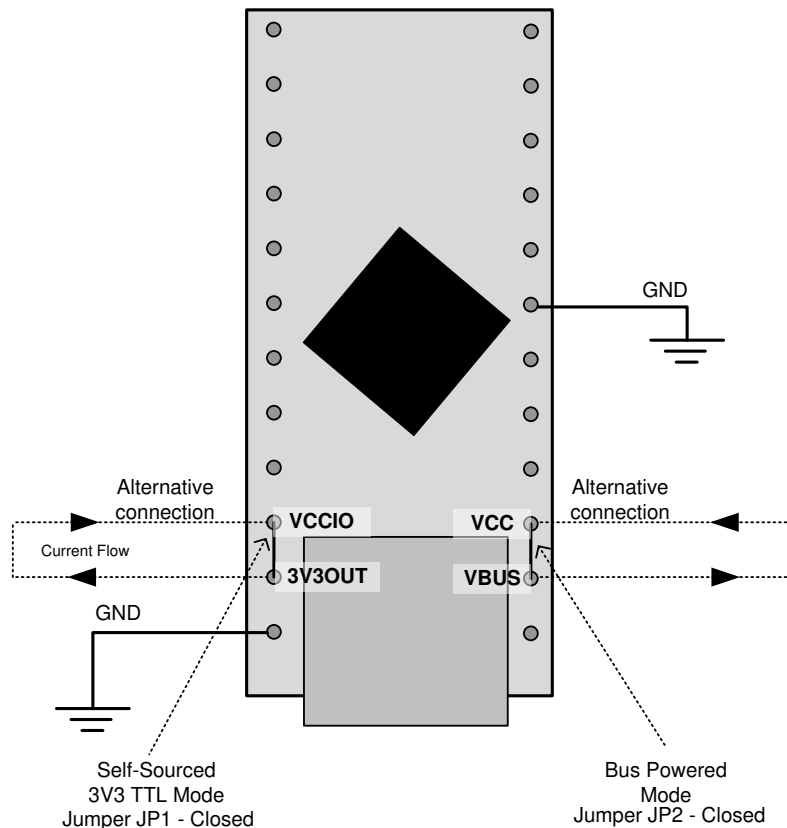 GND
Alternative
connection
VCCIO
VCC
Alternative
connection
Current Flow
3V3OUT
VBUS
GND
Self-Sourced
3V3 TTL Mode
Jumper JP1 - Closed
Bus Powered
Mode
Jumper JP2 - Closed